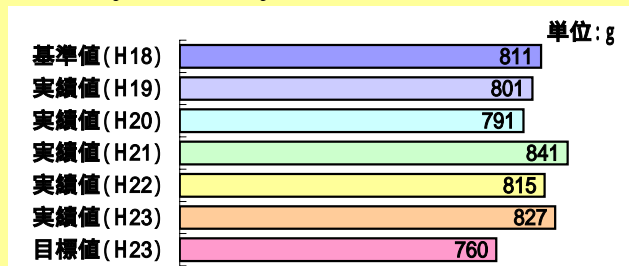 単位:g
基準値(H18) 811
実績値(H19) 801
実績値(H20) 791
実績値(H21) 841
実績値(H22) 815
実績値(H23) 827
目標値(H23) 760